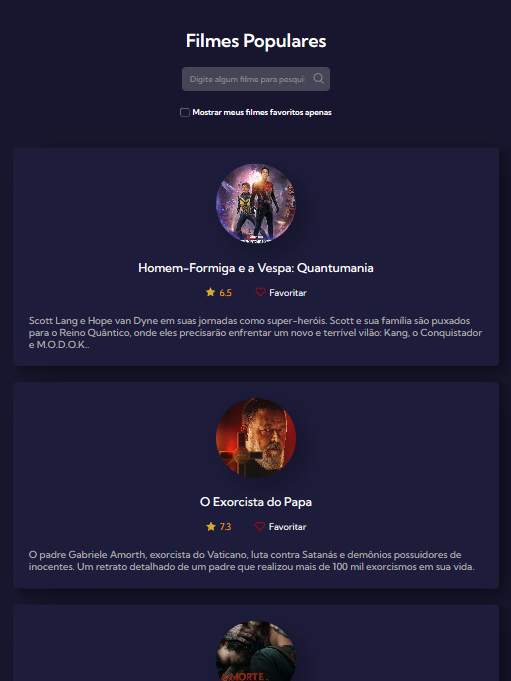 Filmes Populares
Digite algum filme para pesqui
Mostrar meus filmes favoritos apenas
Homem-Formiga e a Vespa: Quantumania
6.5 Favoritar
Scott Lang e Hope van Dyne em suas jornadas como super-heróis. Scott e sua família são puxados
para o Reino Quântico, onde eles precisarão enfrentar um novo e terrível vilão: Kang, o Conquistador
e M.O.D.O.K..
O Exorcista do Papa
7.3 Favoritar
O padre Gabriele Amorth, exorcista do Vaticano, luta contra Satanás e demônios possuidores de
inocentes. Um retrato detalhado de um padre que realizou mais de 100 mil exorcismos em sua vida.
A MORTE